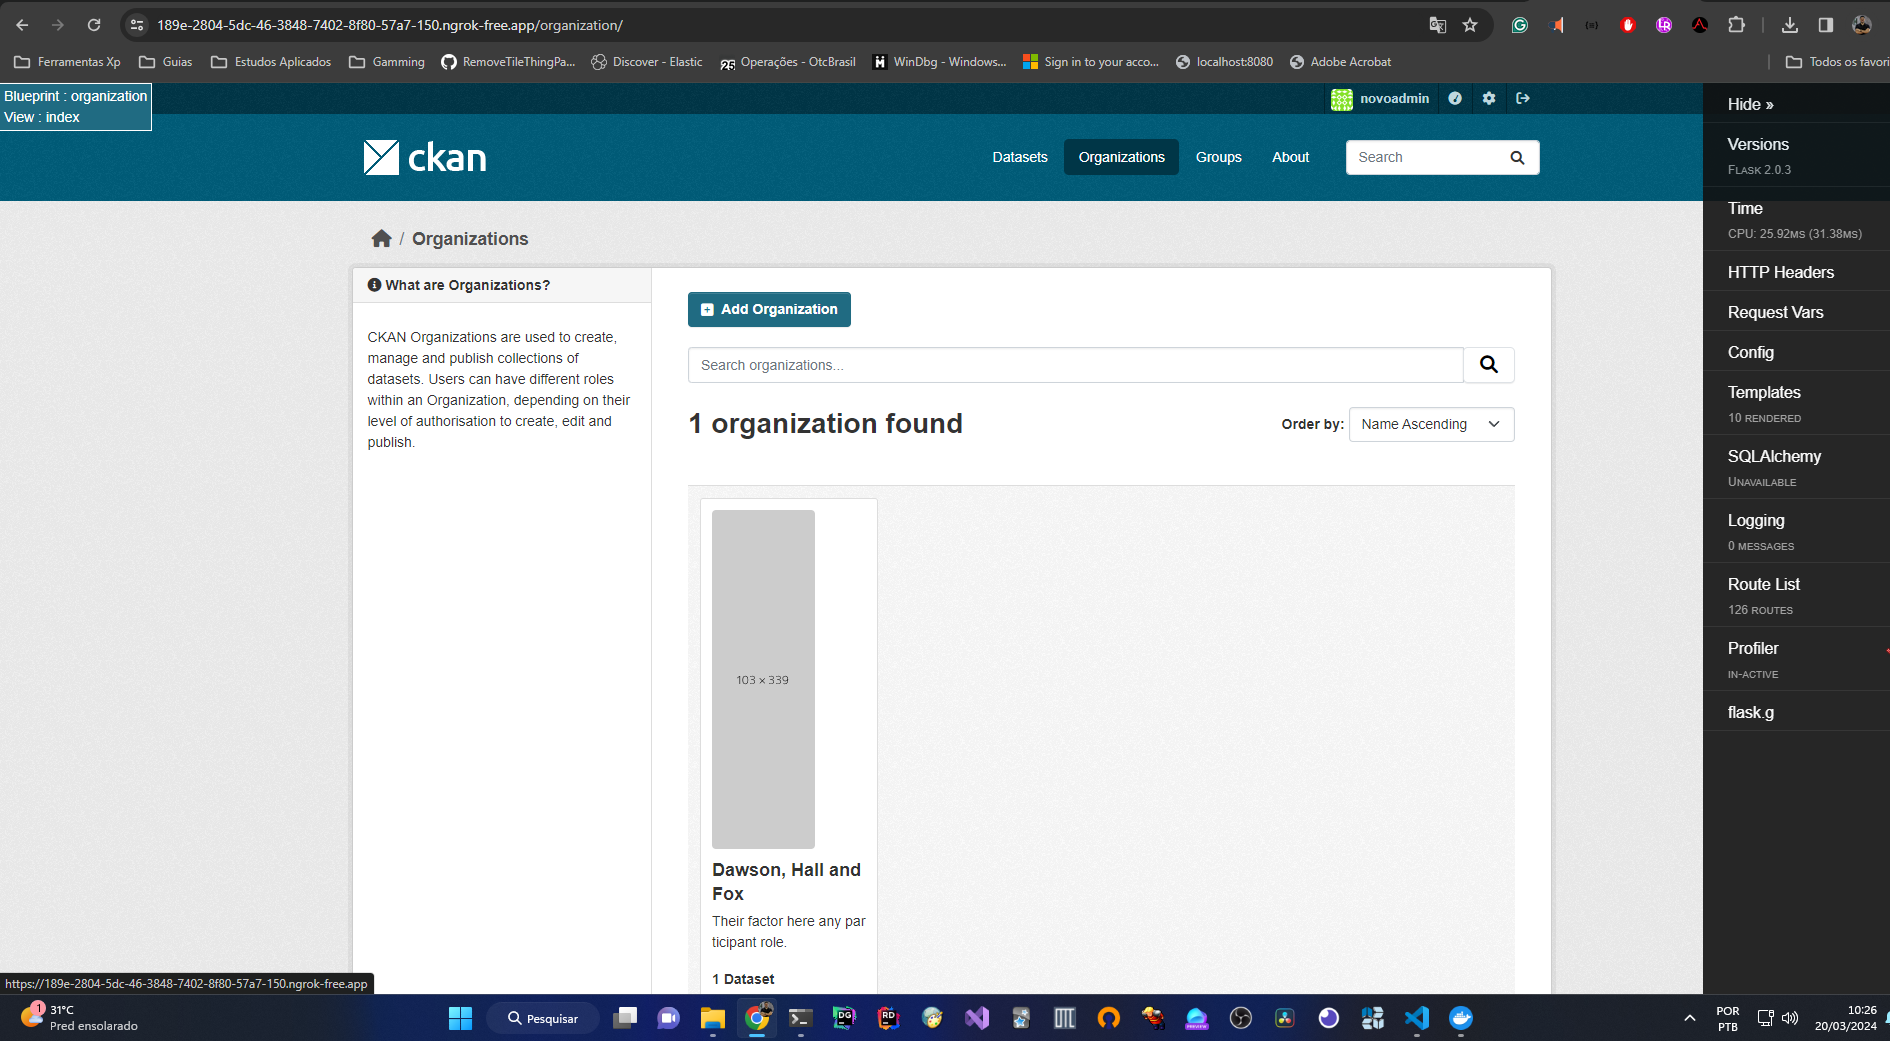 189e-2804-5dc-46-3848-7402-8f80-57a7-150.ngrok-free.app/organization/
Ferramentas Xp
Guias
Estudos Aplicados
Gamming
RemoveTileThingPa...
Discover - Elastic
Operações - OtcBrasil
WinDbg - Windows...
Sign in to your acco...
localhost:8080
Adobe Acrobat
Todos os favori
Blueprint : organization
View : index
novoadmin
ckan
Datasets
Organizations
Groups
About
Search
/ Organizations
What are Organizations?
CKAN Organizations are used to create,
manage and publish collections of
datasets. Users can have different roles
within an Organization, depending on their
level of authorisation to create, edit and
publish.
Add Organization
Search organizations...
1 organization found
Order by:
Name Ascending
103 × 339
Dawson, Hall and
Fox
Their factor here any par
ticipant role.
1 Dataset
Hide »
Versions
Flask 2.0.3
Time
CPU: 25.92ms (31.38ms)
HTTP Headers
Request Vars
Config
Templates
10 rendered
SQLAlchemy
Unavailable
Logging
0 messages
Route List
126 routes
Profiler
in-active
flask.g
https://189e-2804-5dc-46-3848-7402-8f80-57a7-150.ngrok-free.app
1
31°C
Pred ensolarado
Pesquisar
DG
RD
POR
PTB
10:26
20/03/2024